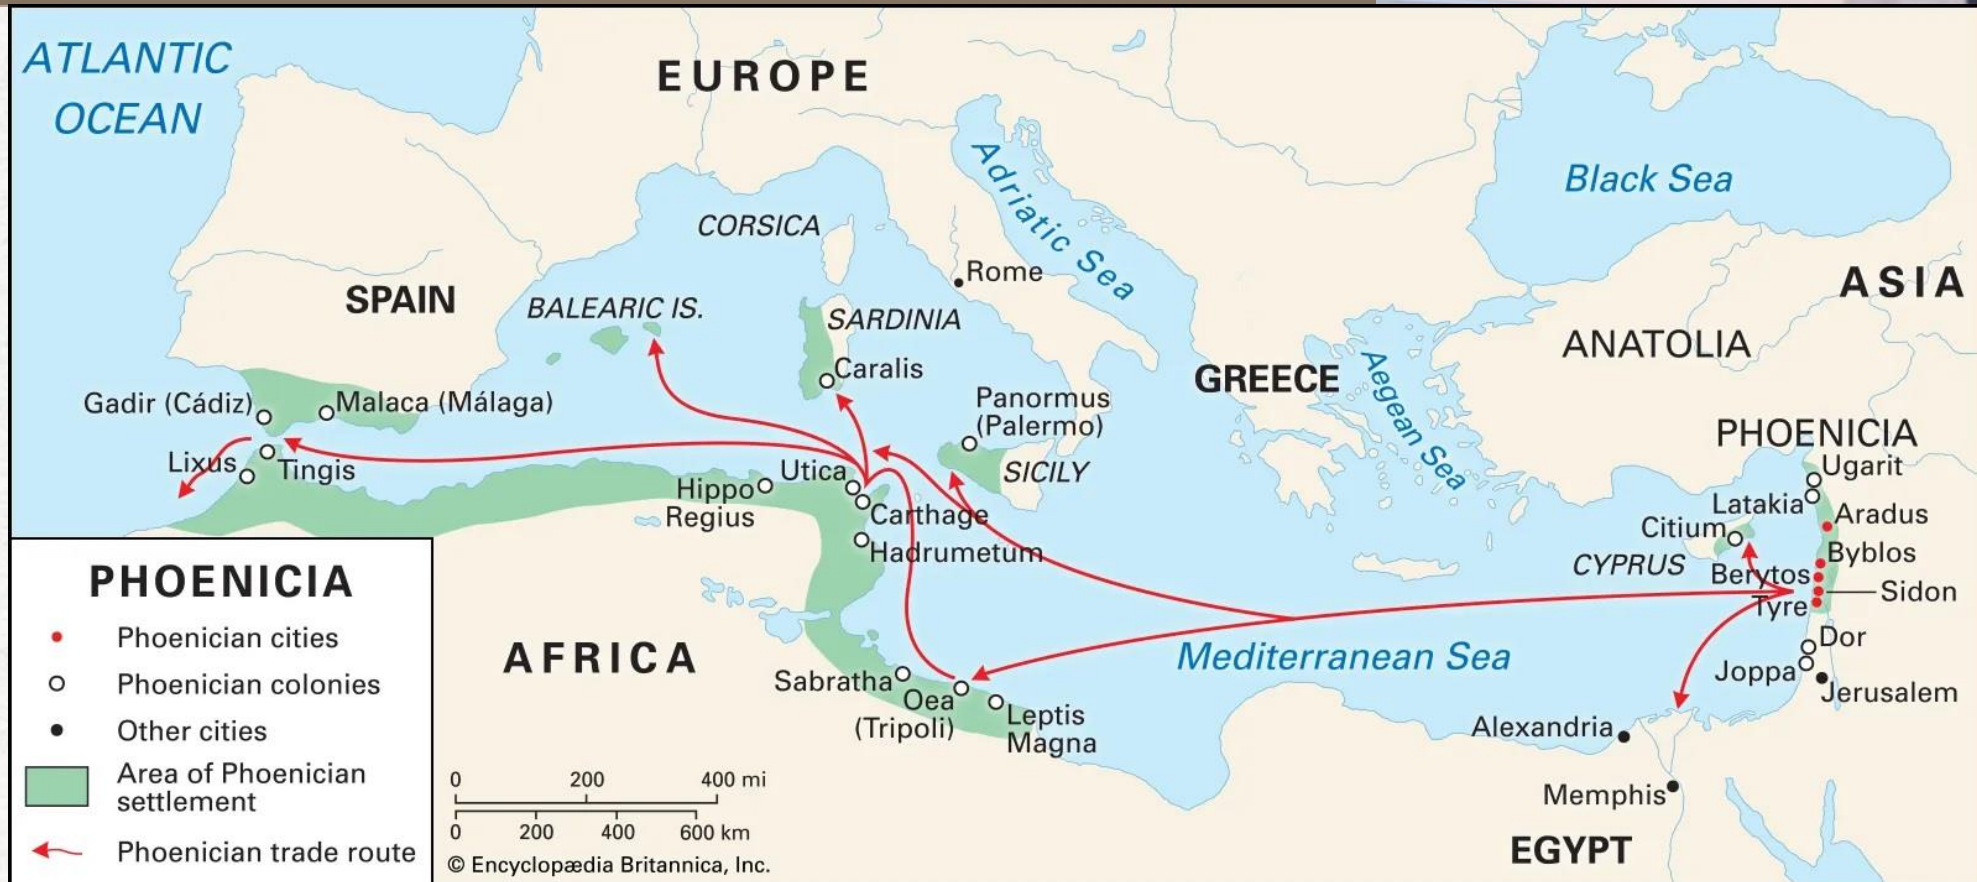 ATLANTIC
OCEAN
EUROPE
Adriatic Sea
Black Sea
CORSICA
Rome
ASIA
SPAIN
BALEARIC IS.
SARDINIA
ANATOLIA
Caralis
GREECE
Aegean Sea
Gadir (Cádiz)
Malaca (Málaga)
Panormus
(Palermo)
PHOENICIA
Lixus
Tingis
Utica
SICILY
Ugarit
Hippo
Regius
Latakia
Carthage
Aradus
Citium
Hadrumetum
Byblos
CYPRUS
Berytos
Sidon
Tyre
PHOENICIA
Phoenician cities
Phoenician colonies
Other cities
Area of Phoenician
settlement
Phoenician trade route
AFRICA
Mediterranean Sea
Dor
Joppa
Jerusalem
Sabratha
Oea
(Tripoli)
Leptis
Magna
Alexandria
Memphis
EGYPT
0 200 400 mi
0 200 400 600 km
© Encyclopædia Britannica, Inc.